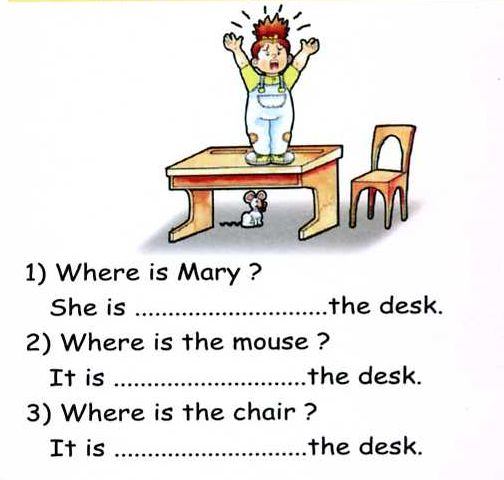 1) Where is Mary ?
She is ............................the desk.
2) Where is the mouse ?
It is ............................the desk.
3) Where is the chair ?
It is ............................the desk.